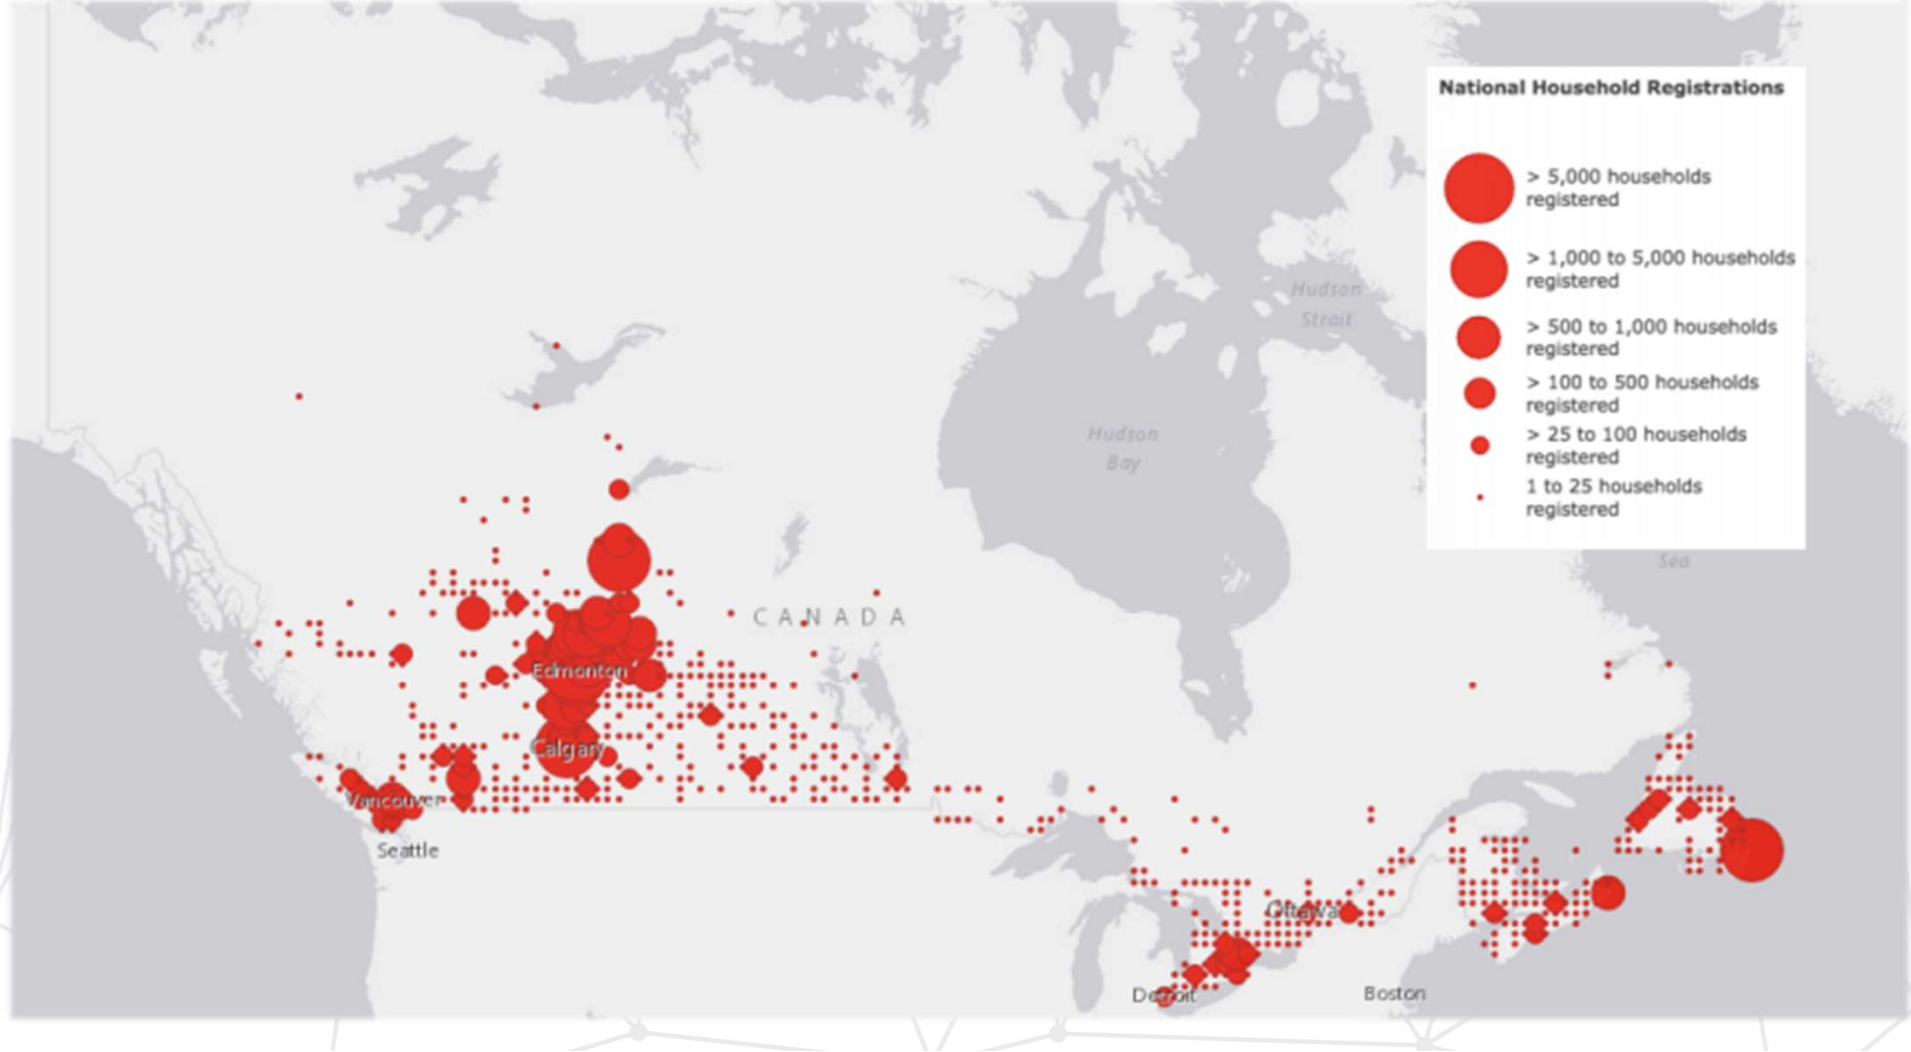 National Household Registrations
> 5,000 households
registered
> 1,000 to 5,000 households
registered
> 500 to 1,000 households
registered
> 100 to 500 households
registered
> 25 to 100 households
registered
1 to 25 households
registered
Hudson
Strait
Hudson
Bay
Sea
CANADA
Edmonton
Calgary
Vancouver
Seattle
Ottawa
Detroit
Boston